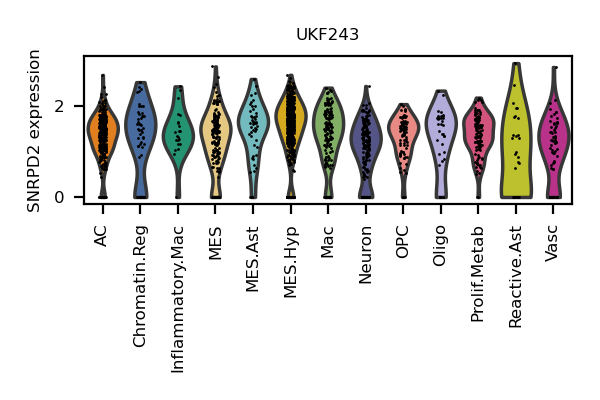 UKF243
SNRPD2 expression
2
0
AC
Chromatin.Reg
Inflammatory.Mac
MES
MES.Ast
MES.Hyp
Mac
Neuron
OPC
Oligo
Prolif.Metab
Reactive.Ast
Vasc